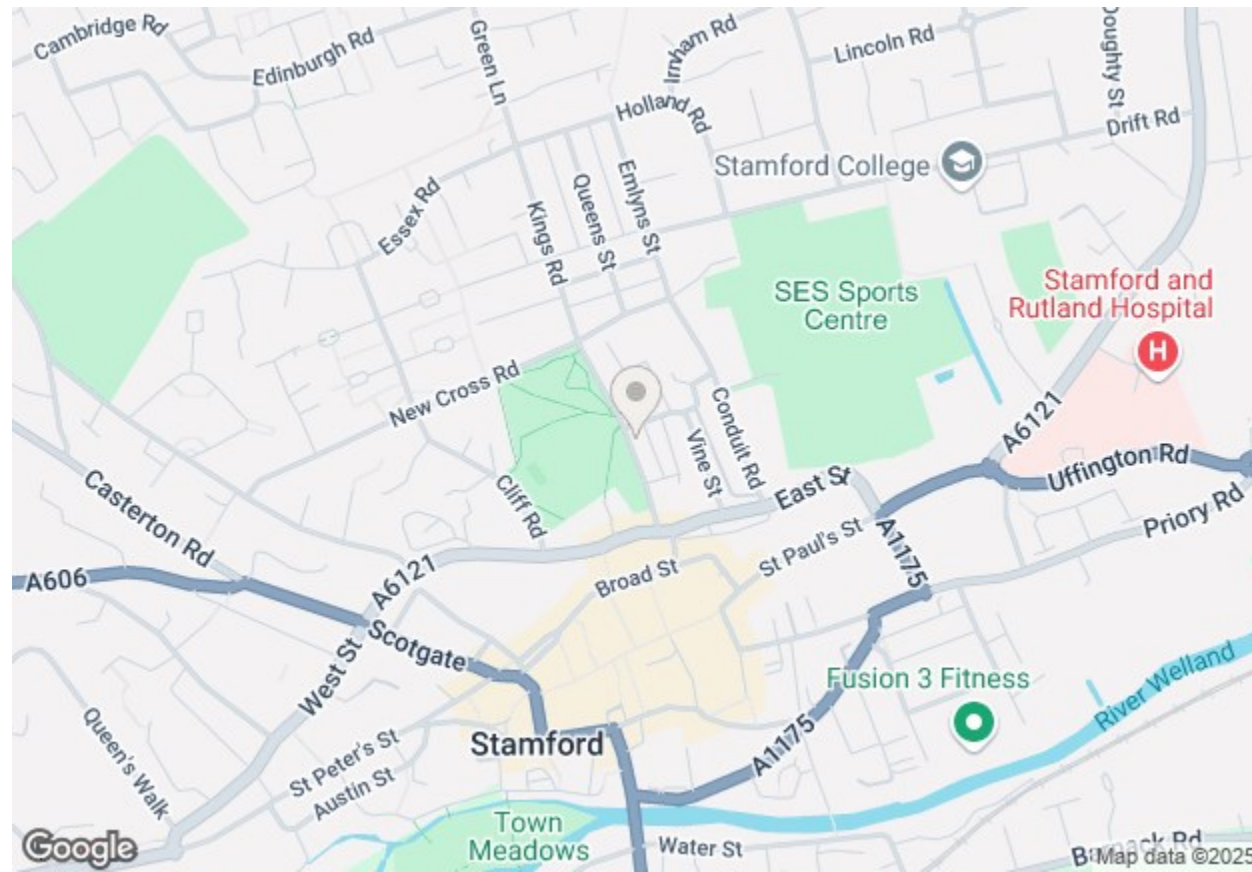 Cambridge Rd
Edinburgh Rd
Green Ln
Irnham Rd
Lincoln Rd
Doughty St
Holland Rd
Drift Rd
Stamford College
Essex Rd
Kings Rd
Queens St
Emlyns St
SES Sports
Centre
Stamford and
Rutland Hospital
H
New Cross Rd
Conduit Rd
Vine St
A6121
Uffington Rd
Cliff Rd
East St
Casterton Rd
Priory Rd
St Paul's St
A1175
A606
A6121
Broad St
Scotgate
West St
Fusion 3 Fitness
River Welland
Queen's Walk
Stamford
A1175
St Peter's St
Austin St
Town
Meadows
Water St
Barnack Rd
Google
Map data ©2025